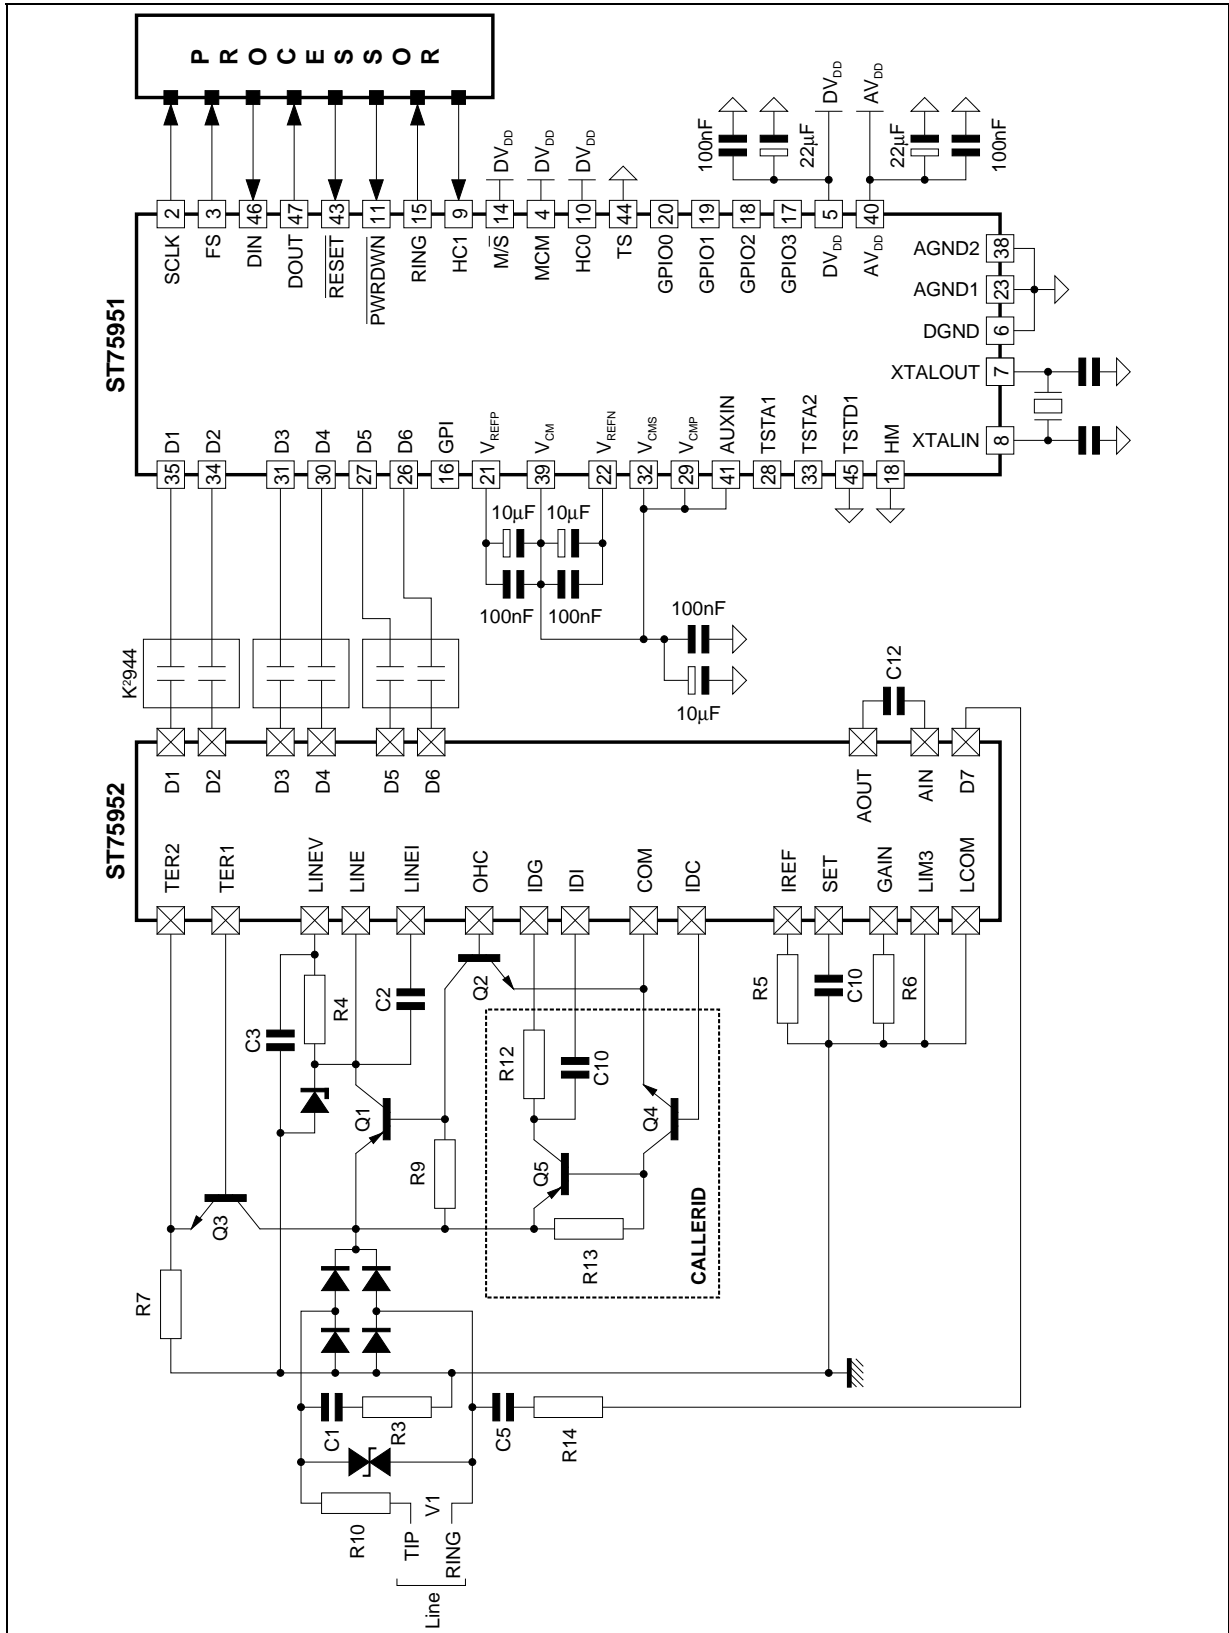 PROCESSOR
ST75951
SCLK 2
FS 3
DIN 46
DOUT 47
RESET 43
PWRDWN 11
RING 15
HC1 9
M/S 14 DVDD
MCM 4 DVDD
HC0 10 DVDD
TS 44
GPIO0 20
GPIO1 19
GPIO2 18
GPIO3 17
DVDD 5 DVDD
AVDD 40 AVDD
100nF
22µF
22µF
100nF
AGND2 38
AGND1 23
DGND 6
XTALOUT 7
XTALIN 8
35 D1
34 D2
31 D3
30 D4
27 D5
26 D6
16 GPI
21 VREFP
39 VCM
22 VREFN
32 VCMS
29 VCMP
41 AUXIN
28 TSTA1
33 TSTA2
45 TSTD1
18 HM
10µF
10µF
100nF
100nF
100nF
10µF
K²944
ST75952
D1
D2
D3
D4
D5
D6
AOUT
AIN
D7
C12
TER2
TER1
LINEV
LINE
LINEI
OHC
IDG
IDI
COM
IDC
IREF
SET
GAIN
LIM3
LCOM
C3
R4
C2
Q1
Q2
R9
R12
C10
Q5
Q4
R13
CALLERID
R5
C10
R6
Q3
R7
C1
R3
C5
R14
R10
V1
TIP
RING
Line